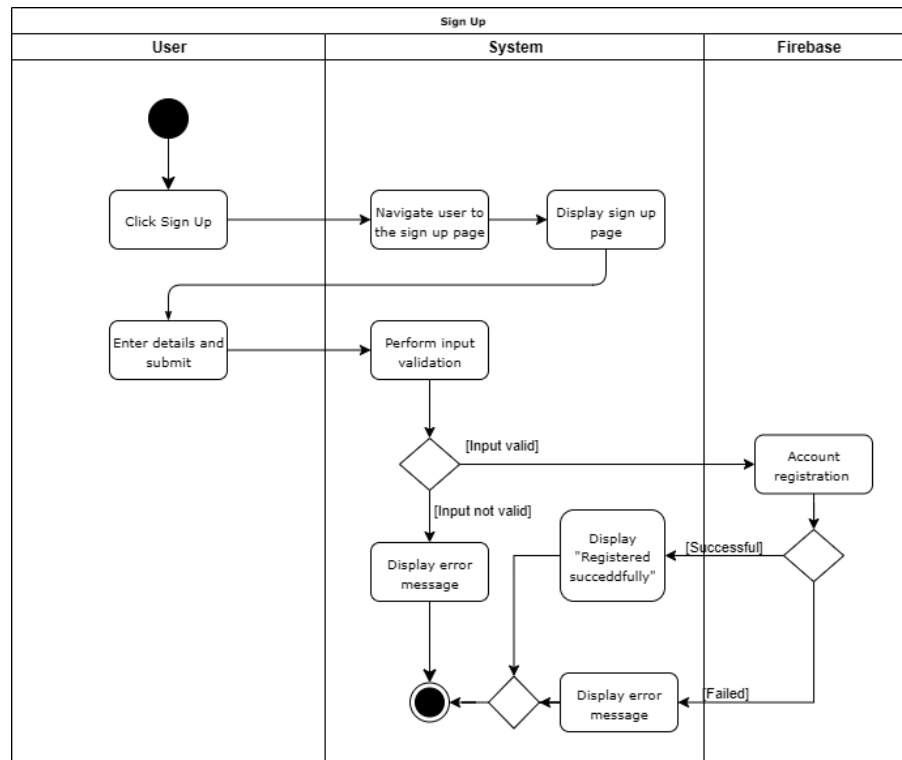 Sign Up
User
System
Firebase
Click Sign Up
Navigate user to
the sign up page
Display sign up
page
Enter details and
submit
Perform input
validation
[Input valid]
Account
registration
[Input not valid]
Display
"Registered
succeddfully"
[Successful]
Display error
message
Display error
message
[Failed]